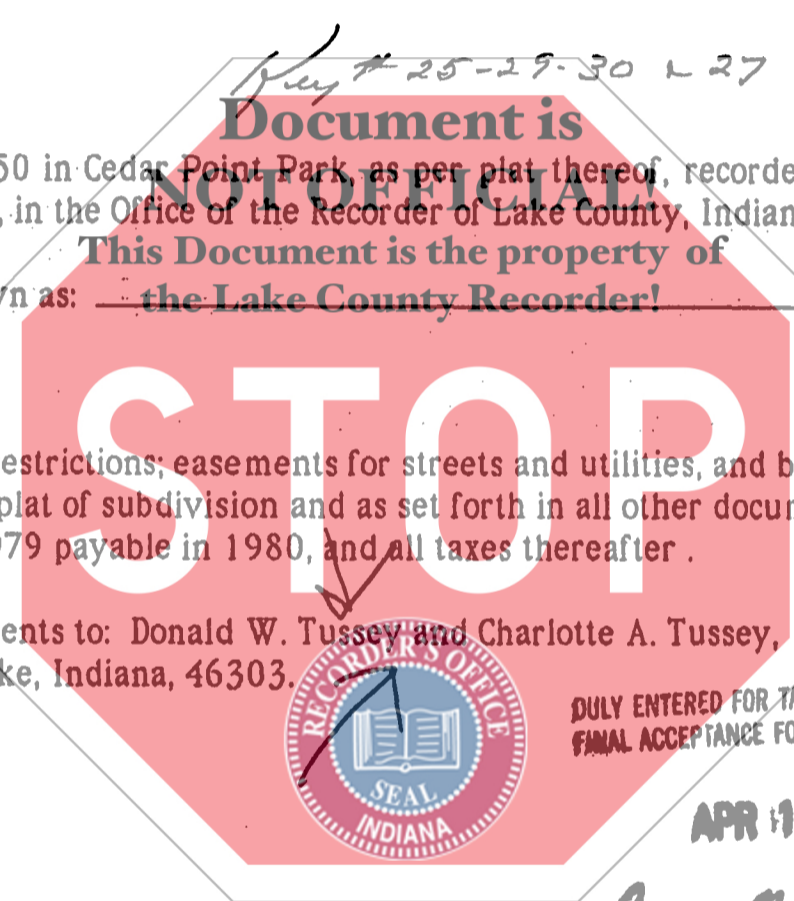 Key # 25-29-30 & 27
Document is
50 in Cedar Point Park, as per plat thereof, recorde
NOT OFFICIAL!
, in the Office of the Recorder of Lake County, Indian
This Document is the property of
n as:
the Lake County Recorder!
STOP
estrictions; easements for streets and utilities, and b
plat of subdivision and as set forth in all other docum
979 payable in 1980, and all taxes thereafter .
ents to: Donald W. Tussey and Charlotte A. Tussey,
ke, Indiana, 46303.
RECORDER'S OFFICE
SEAL
INDIANA
DULY ENTERED FOR TA
FINAL ACCEPTANCE FO
APR 1